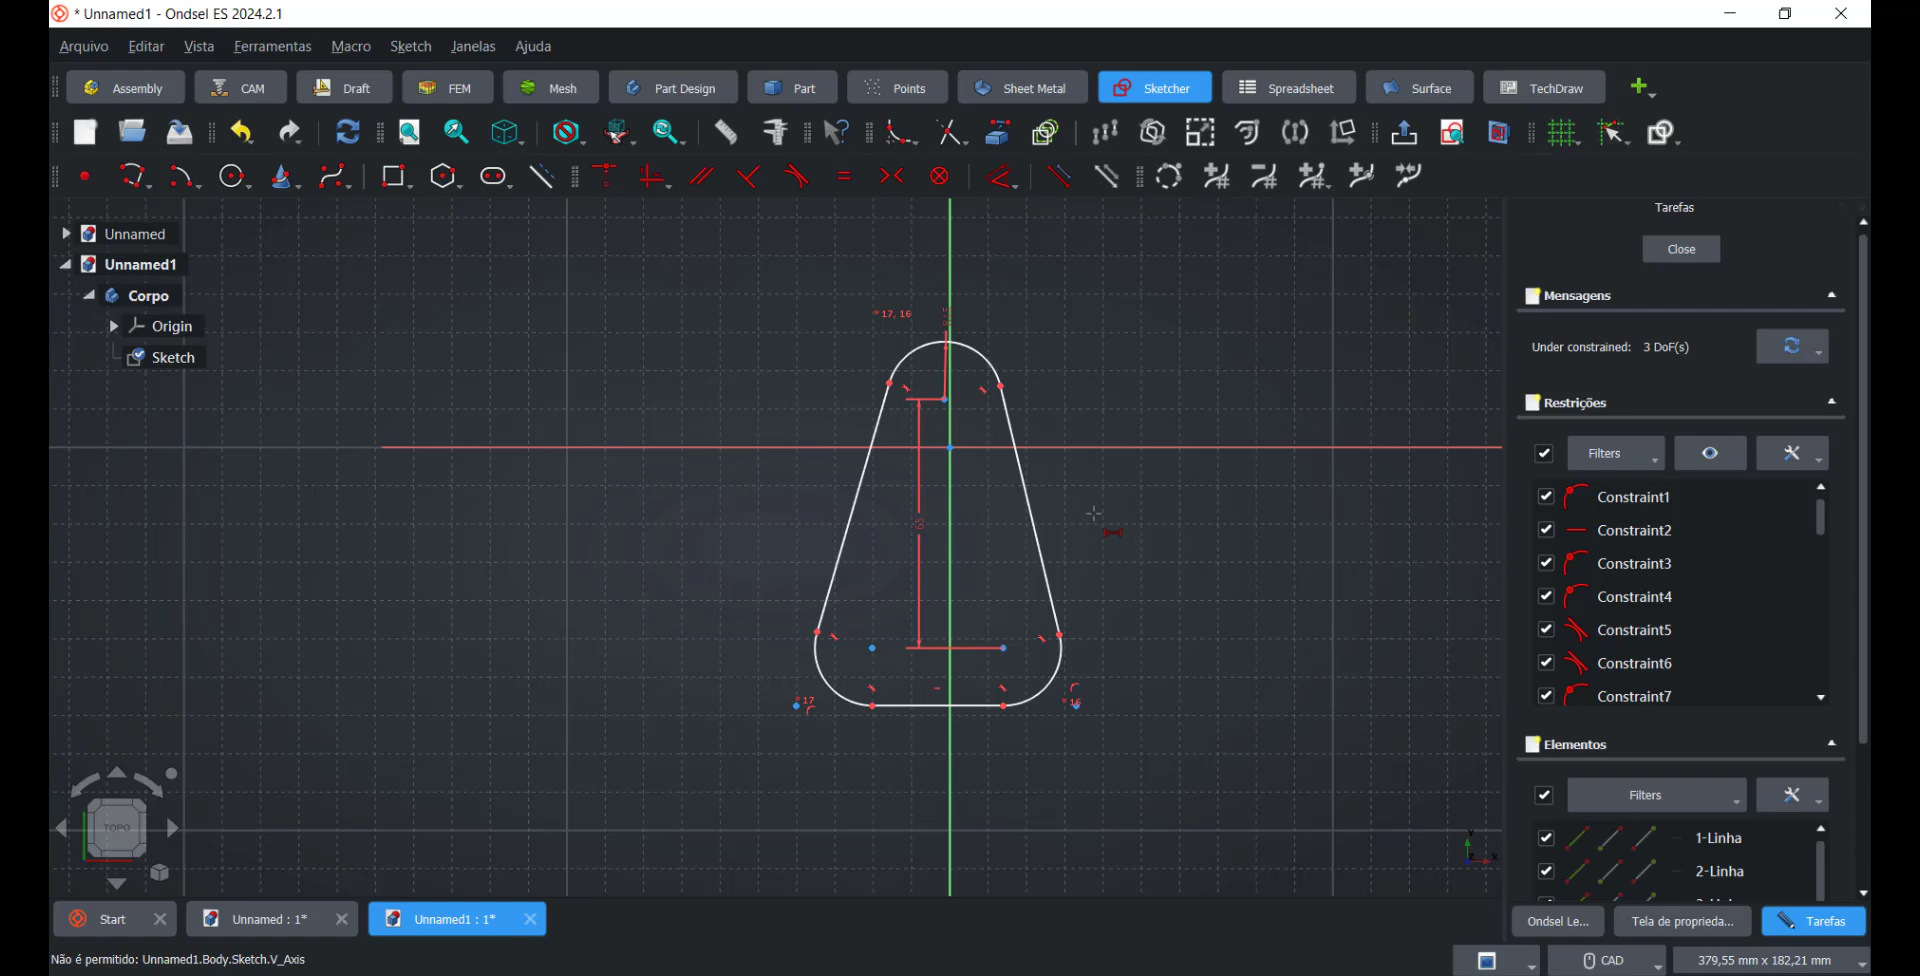 * Unnamed1 - Ondsel ES 2024.2.1
Arquivo Editar Vista Ferramentas Macro Sketch Janelas Ajuda
Assembly CAM Draft FEM Mesh Part Design Part Points Sheet Metal Sketcher Spreadsheet Surface TechDraw
Unnamed
Unnamed1
Corpo
Origin
Sketch
= 17, 16
65
= 17
= 16
TOPO
Y
X
Tarefas
Close
Mensagens
Under constrained: 3 DoF(s)
Restrições
Filters
Constraint1
Constraint2
Constraint3
Constraint4
Constraint5
Constraint6
Constraint7
Elementos
Filters
1-Linha
2-Linha
Ondsel Le... Tela de proprieda... Tarefas
Start Unnamed : 1* Unnamed1 : 1*
Não é permitido: Unnamed1.Body.Sketch.V_Axis
CAD 379,55 mm x 182,21 mm